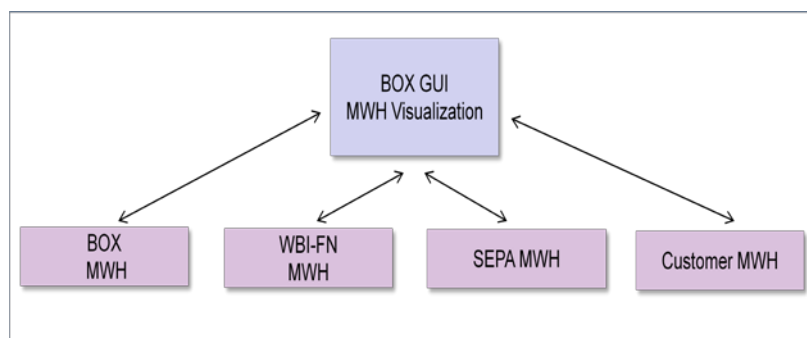 BOX GUI
MWH Visualization
BOX
MWH
WBI-FN
MWH
SEPA MWH
Customer MWH